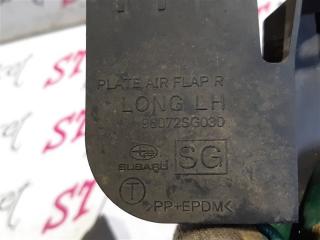 PLATE AIR FLAP R
LONG LH
96072SG030
SUBARU
SG
T
>PP+EPDM<